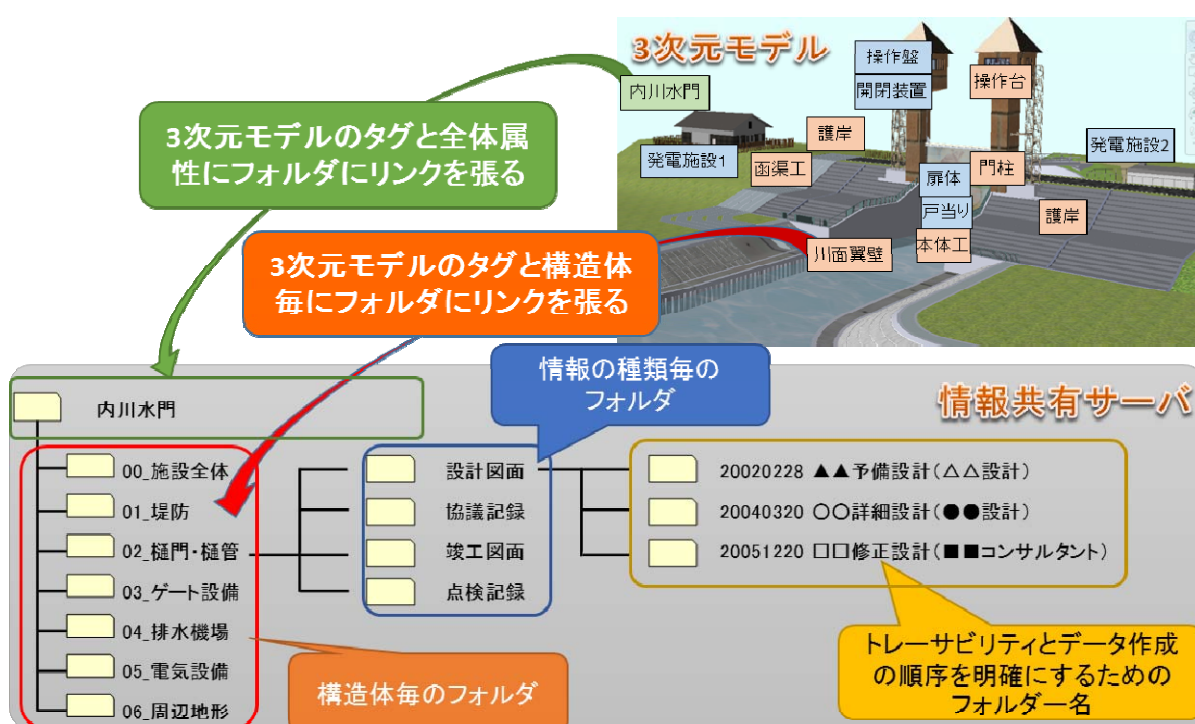 3次元モデル
操作盤
開閉装置
操作台
内川水門
護岸
発電施設1
函渠工
発電施設2
扉体
門柱
戸当り
護岸
本体工
川面翼壁
3次元モデルのタグと全体属
性にフォルダにリンクを張る
3次元モデルのタグと構造体
毎にフォルダにリンクを張る
情報の種類毎の
フォルダ
情報共有サーバ
内川水門
00_施設全体
01_堤防
02_樋門・樋管
03_ゲート設備
04_排水機場
05_電気設備
06_周辺地形
設計図面
協議記録
竣工図面
点検記録
20020228 ▲▲予備設計(△△設計)
20040320 〇〇詳細設計(●●設計)
20051220 □□修正設計(■■コンサルタント)
構造体毎のフォルダ
トレーサビリティとデータ作成
の順序を明確にするための
フォルダー名